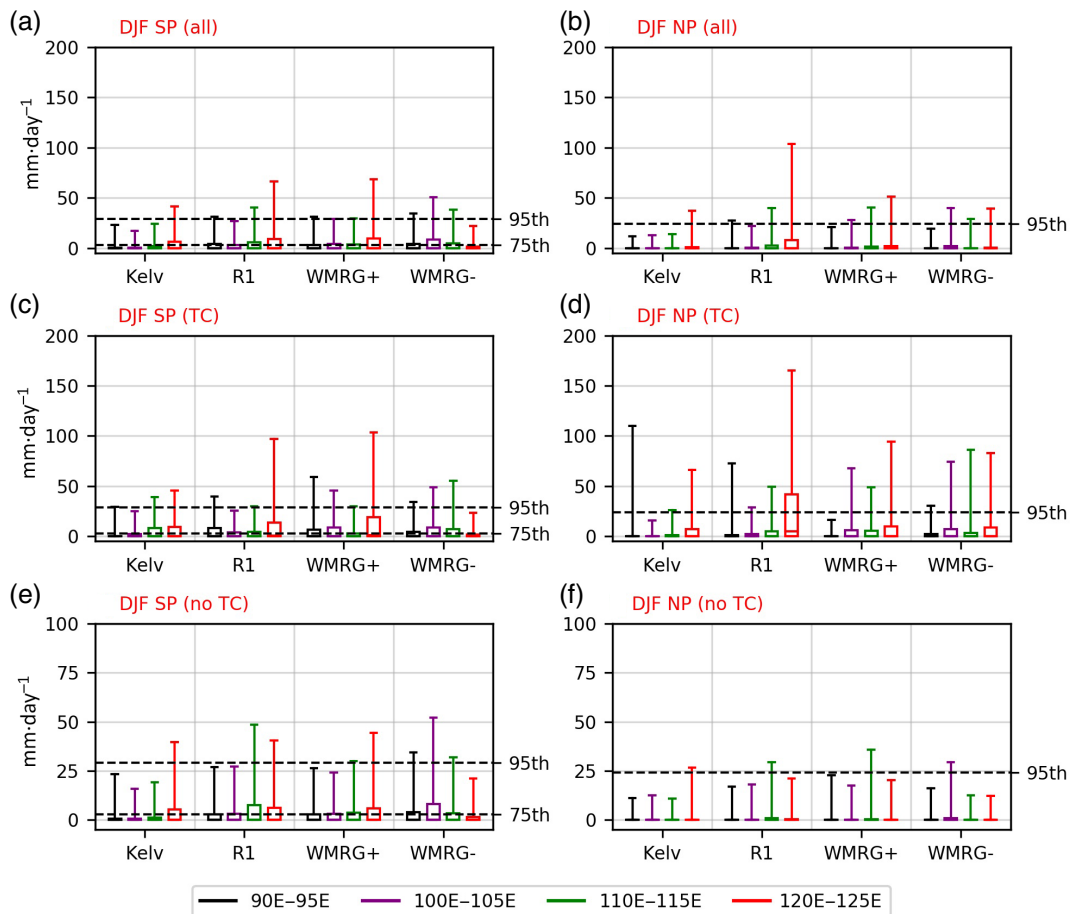 (a) DJF SP (all)
200
150
100
50
0
mm·day⁻¹
95th
75th
Kelv R1 WMRG+ WMRG-
(b) DJF NP (all)
200
150
100
50
0
95th
Kelv R1 WMRG+ WMRG-
(c) DJF SP (TC)
200
150
100
50
0
mm·day⁻¹
95th
75th
Kelv R1 WMRG+ WMRG-
(d) DJF NP (TC)
200
150
100
50
0
95th
Kelv R1 WMRG+ WMRG-
(e) DJF SP (no TC)
100
75
50
25
0
mm·day⁻¹
95th
75th
Kelv R1 WMRG+ WMRG-
(f) DJF NP (no TC)
100
75
50
25
0
95th
Kelv R1 WMRG+ WMRG-
90E–95E 100E–105E 110E–115E 120E–125E